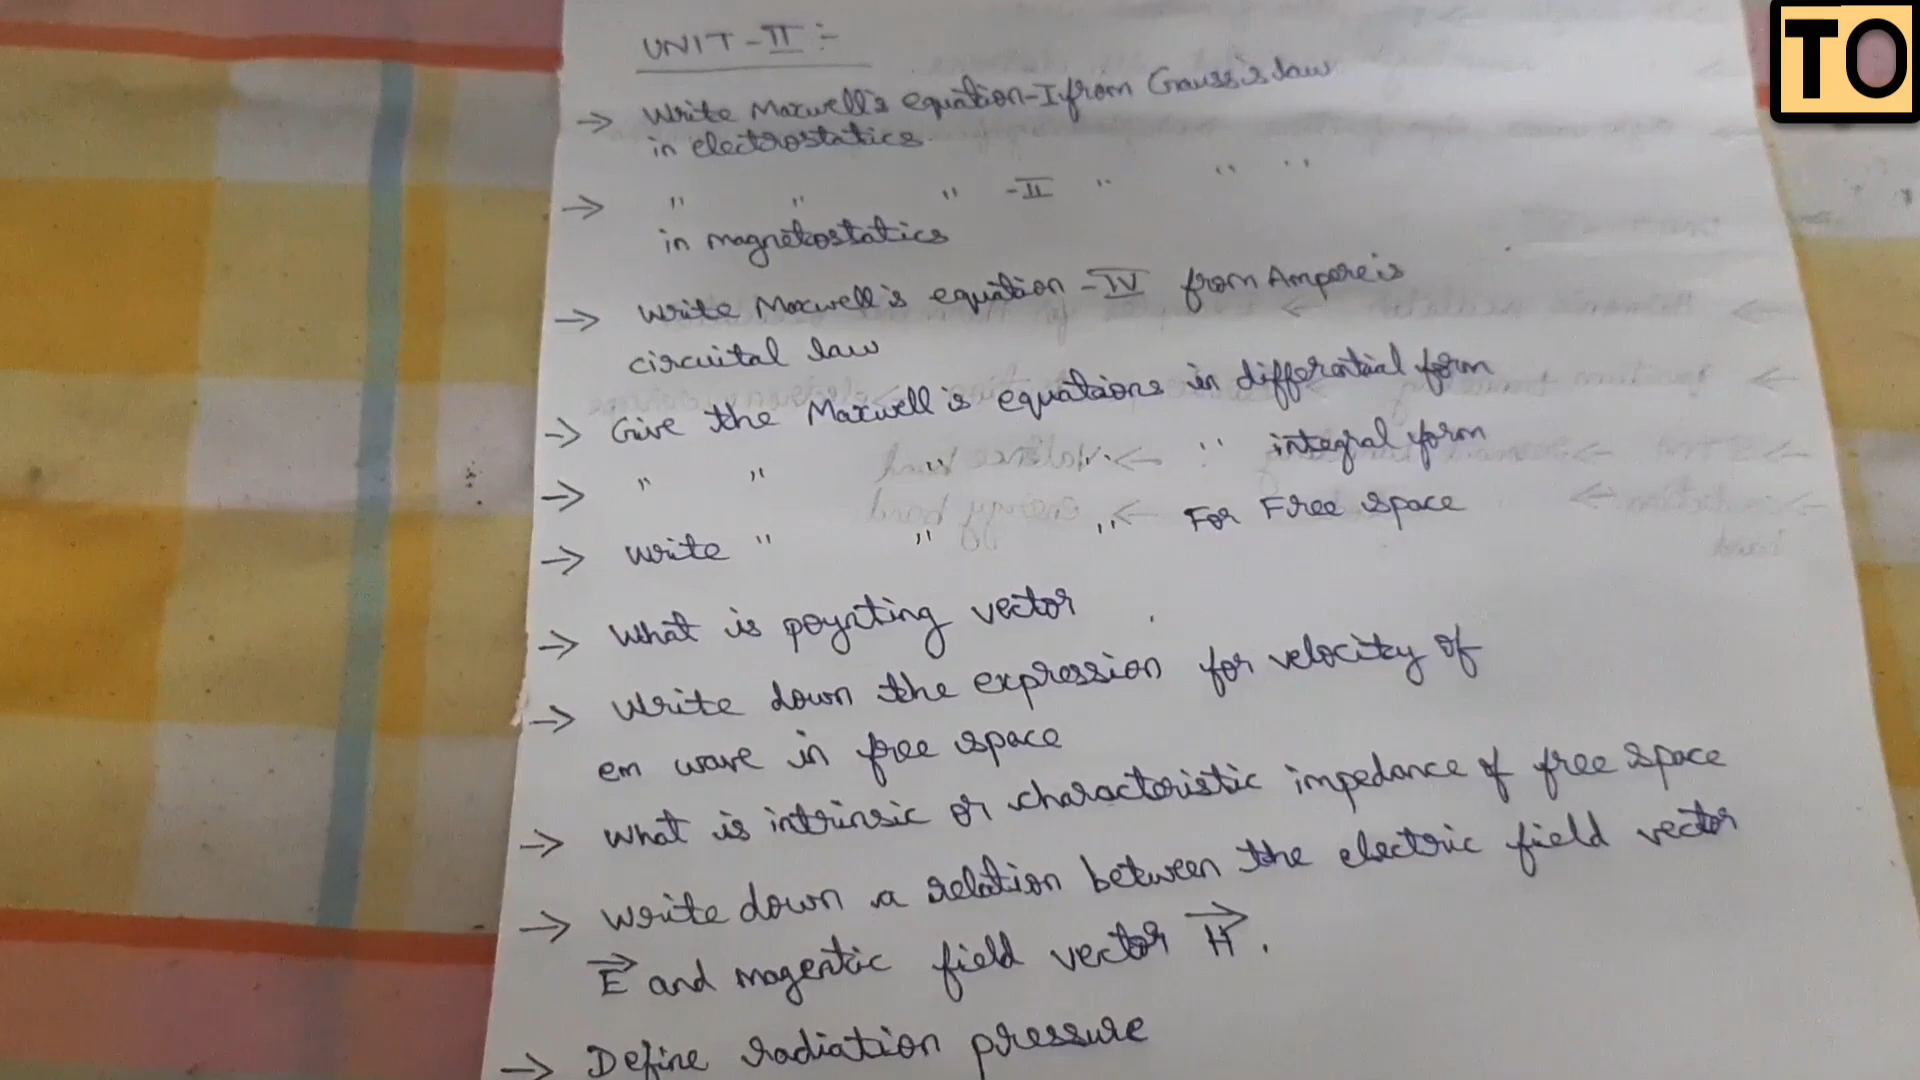 TO
UNIT-II :-
→ Write Maxwell's equation-I from Gauss's law
in electrostatics.
→ " " " -II " " "
in magnetostatics
→ Write Maxwell's equation -IV from Ampere's
circuital law
→ Give the Maxwell's equations in differential form
→ " " " " " integral form
→ write " " " For Free space
→ What is poynting vector
→ Write down the expression for velocity of
em wave in free space
→ What is intrinsic or characteristic impedance of free space
→ Write down a relation between the electric field vector
E⃗ and magentic field vector H⃗.
→ Define radiation pressure